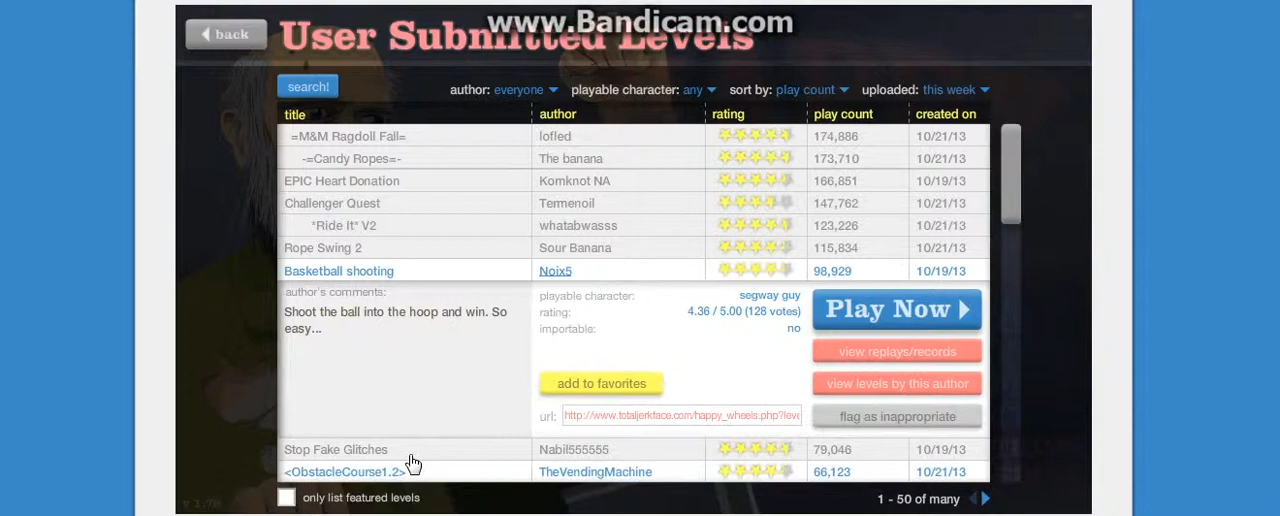 www.Bandicam.com
back
User Submitted Levels
search!
author: everyone playable character: any sort by: play count uploaded: this week
title author rating play count created on
=M&M Ragdoll Fall= lofled 174,886 10/21/13
-=Candy Ropes=- The banana 173,710 10/21/13
EPIC Heart Donation Komknot NA 166,851 10/19/13
Challenger Quest Termenoil 147,762 10/21/13
*Ride It* V2 whatabwasss 123,226 10/21/13
Rope Swing 2 Sour Banana 115,834 10/21/13
Basketball shooting Noix5 98,929 10/19/13
author's comments:
Shoot the ball into the hoop and win. So
easy...
playable character: segway guy
rating: 4.36 / 5.00 (128 votes)
importable: no
add to favorites
url: http://www.totaljerkface.com/happy_wheels.php?leve
Play Now
view replays/records
view levels by this author
flag as inappropriate
Stop Fake Glitches Nabil555555 79,046 10/19/13
<ObstacleCourse1.2> TheVendingMachine 66,123 10/21/13
only list featured levels
1 - 50 of many